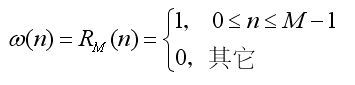 ω(n) = R_M(n) = { 1, 0 ≤ n ≤ M − 1
0, 其它